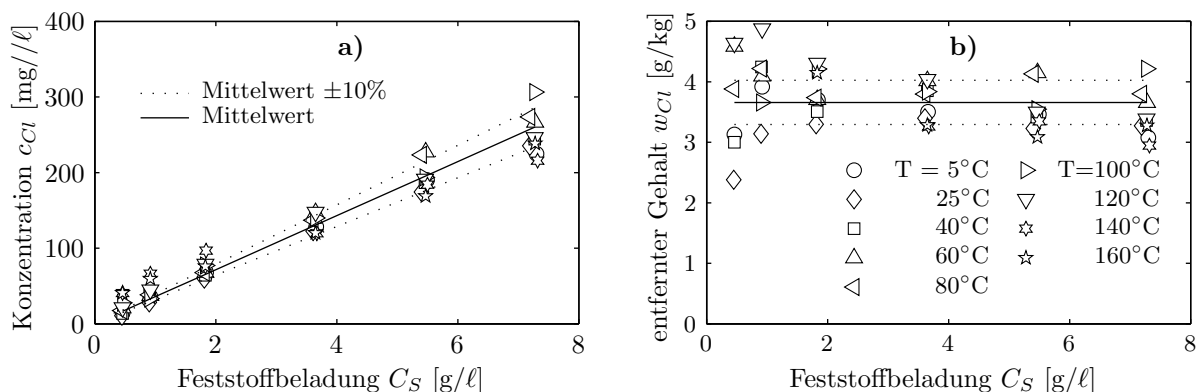 a)
Mittelwert ±10%
Mittelwert
400
300
200
100
0
0 2 4 6 8
Konzentration c_Cl [mg//ℓ]
Feststoffbeladung C_S [g/ℓ]
b)
T = 5°C
25°C
40°C
60°C
80°C
T=100°C
120°C
140°C
160°C
5
4
3
2
1
0
0 2 4 6 8
entfernter Gehalt w_Cl [g/kg]
Feststoffbeladung C_S [g/ℓ]